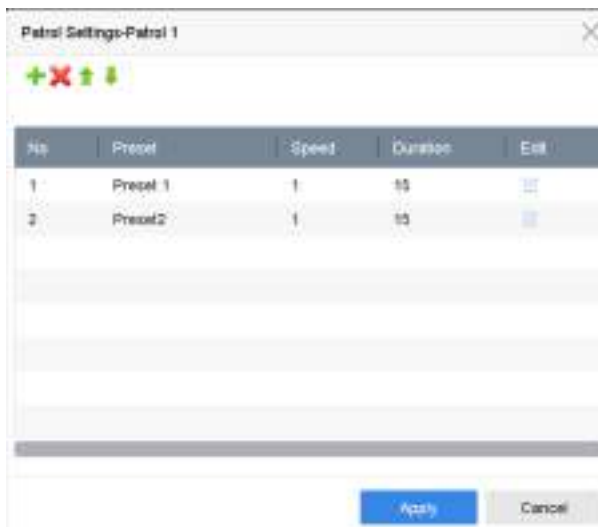 Patrol Settings-Patrol 1
No Preset Speed Duration Edit
1 Preset 1 1 15
2 Preset2 1 15
Apply Cancel